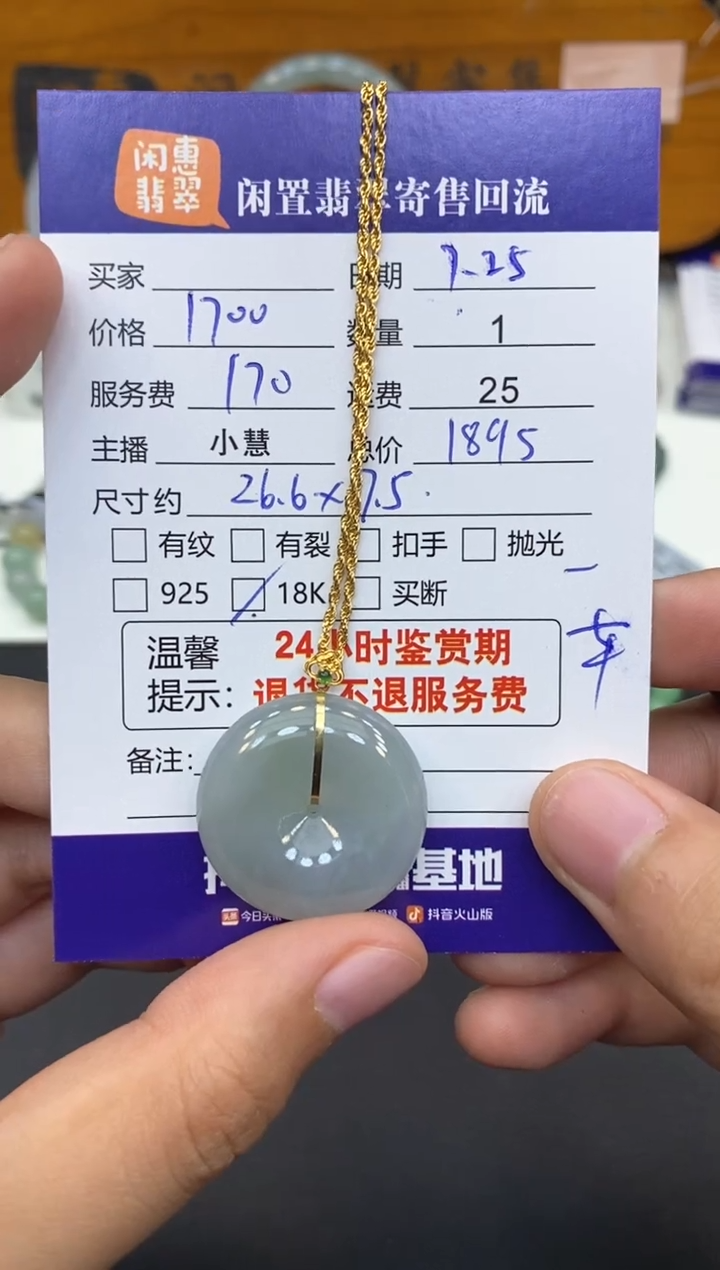 闲惠
翡翠
闲置翡翠寄售回流
买家 期 7.25
价格 1700 量 1
服务费 170 费 25
主播 小慧 价 1895
尺寸约 26.6×7.5
有纹 有裂 扣手 抛光
925 18K 买断
温馨 24小时鉴赏期
提示: 退货不退服务费
备注:
基地
头条 今日头条 视频 抖音火山版